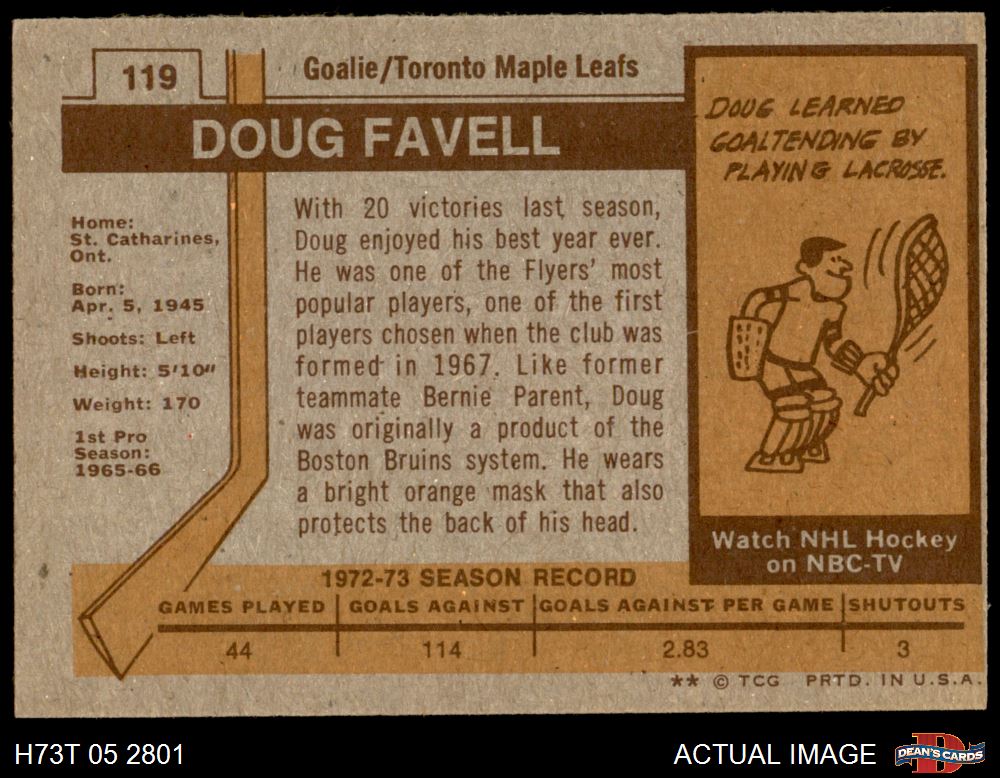 119
Goalie/Toronto Maple Leafs
DOUG FAVELL
Home:
St. Catharines,
Ont.
Born:
Apr. 5, 1945
Shoots: Left
Height: 5'10"
Weight: 170
1st Pro
Season:
1965-66
With 20 victories last season,
Doug enjoyed his best year ever.
He was one of the Flyers' most
popular players, one of the first
players chosen when the club was
formed in 1967. Like former
teammate Bernie Parent, Doug
was originally a product of the
Boston Bruins system. He wears
a bright orange mask that also
protects the back of his head.
DOUG LEARNED
GOALTENDING BY
PLAYING LACROSSE.
Watch NHL Hockey
on NBC-TV
1972-73 SEASON RECORD
GAMES PLAYED GOALS AGAINST GOALS AGAINST PER GAME SHUTOUTS
44 114 2.83 3
** © TCG PRTD. IN U.S.A.
H73T 05 2801
ACTUAL IMAGE
DEAN'S CARDS